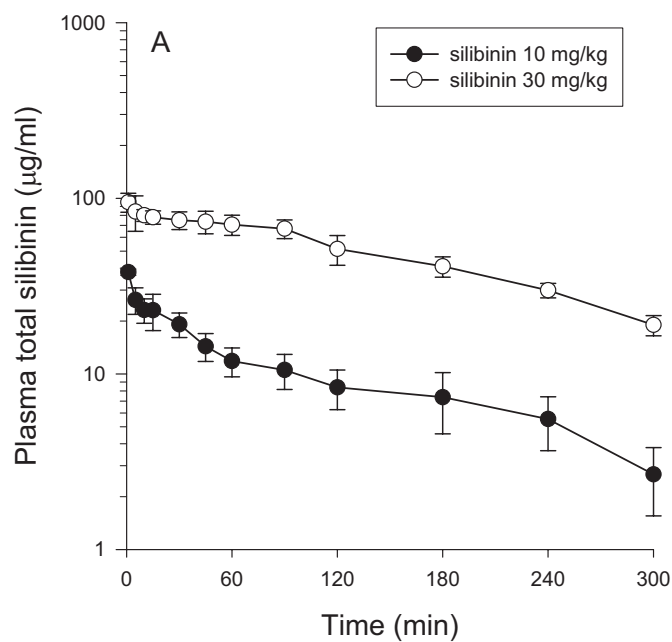 A
silibinin 10 mg/kg
silibinin 30 mg/kg
Plasma total silibinin (μg/ml)
1000
100
10
1
0 60 120 180 240 300
Time (min)